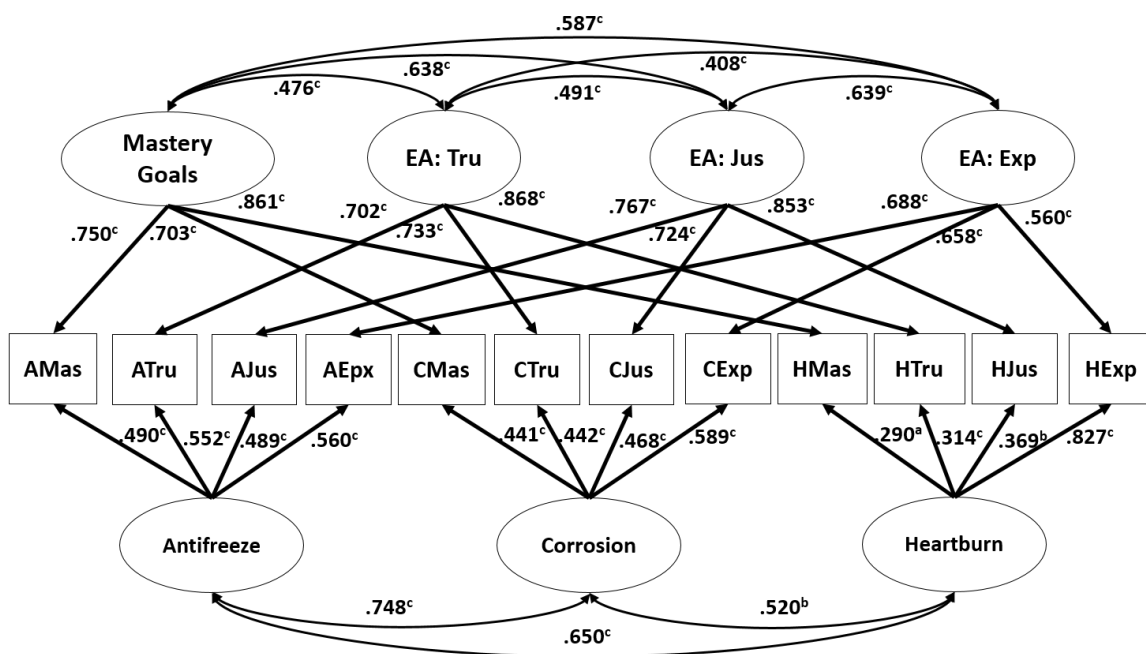 .587ᶜ
.638ᶜ .408ᶜ
.476ᶜ .491ᶜ .639ᶜ
Mastery
Goals
EA: Tru
EA: Jus
EA: Exp
.750ᶜ .703ᶜ .861ᶜ .702ᶜ .733ᶜ .868ᶜ .767ᶜ .724ᶜ .853ᶜ .688ᶜ .658ᶜ .560ᶜ
AMas ATru AJus AEpx CMas CTru CJus CExp HMas HTru HJus HExp
.490ᶜ .552ᶜ .489ᶜ .560ᶜ .441ᶜ .442ᶜ .468ᶜ .589ᶜ .290ᵃ .314ᶜ .369ᵇ .827ᶜ
Antifreeze Corrosion Heartburn
.748ᶜ .520ᵇ
.650ᶜ